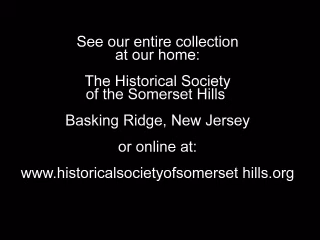 See our entire collection
at our home:
The Historical Society
of the Somerset Hills
Basking Ridge, New Jersey
or online at:
www.historicalsocietyofsomerset hills.org